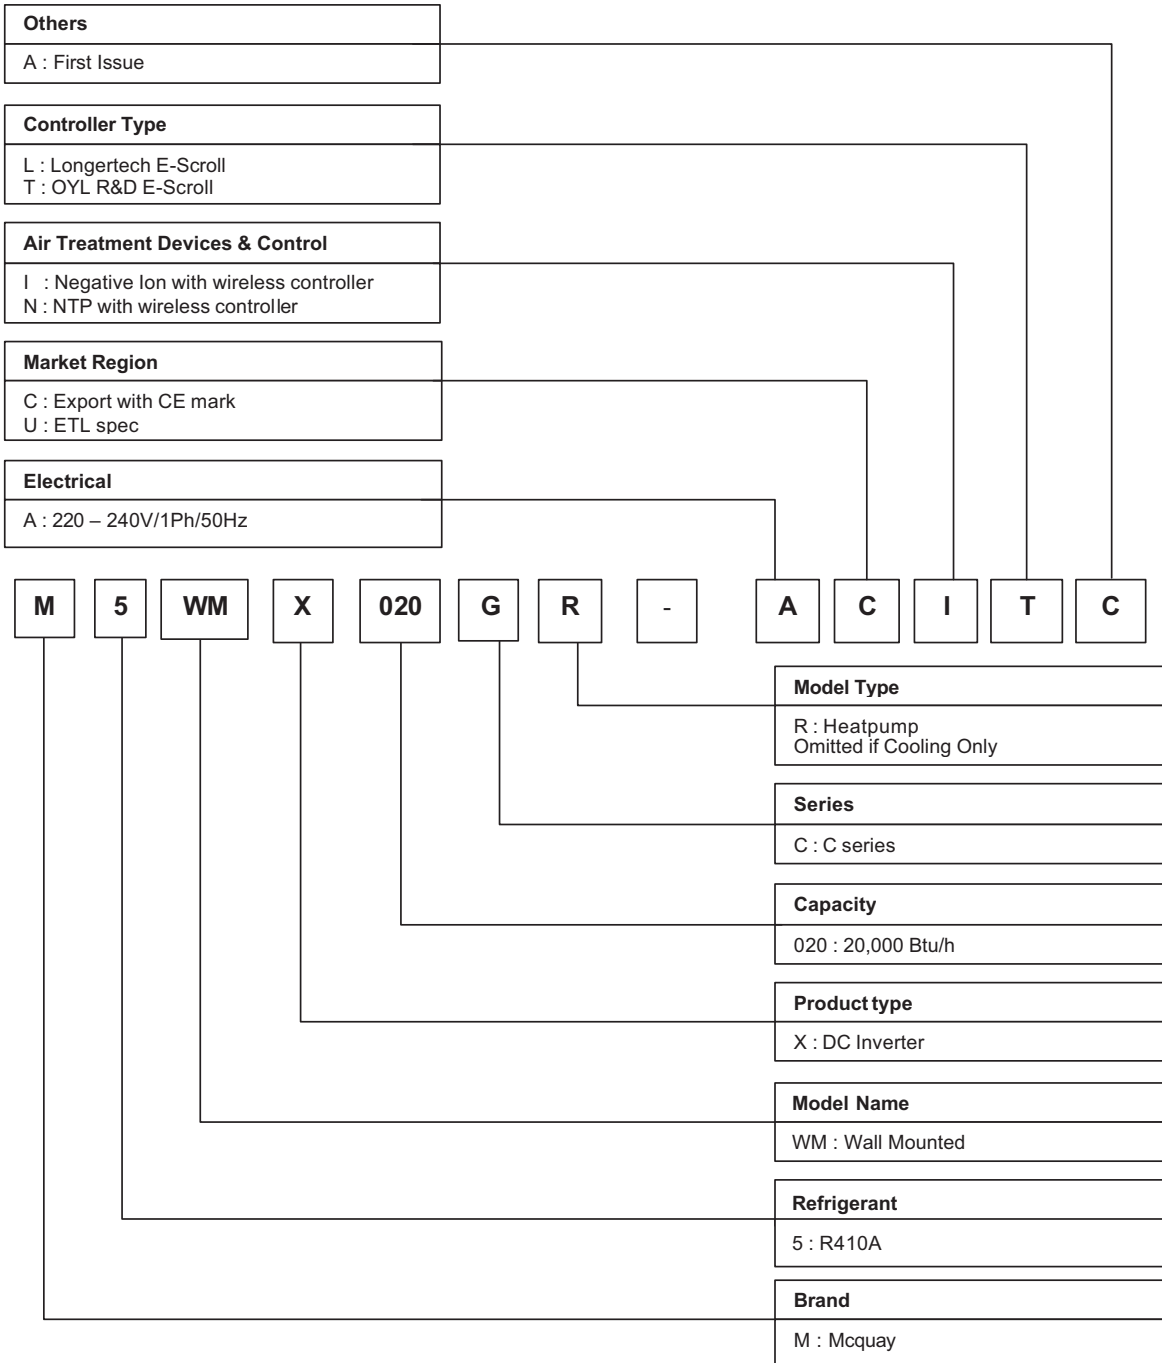 Others
A : First Issue
Controller Type
L : Longertech E-Scroll
T : OYL R&D E-Scroll
Air Treatment Devices & Control
I : Negative Ion with wireless controller
N : NTP with wireless controller
Market Region
C : Export with CE mark
U : ETL spec
Electrical
A : 220 – 240V/1Ph/50Hz
M 5 WM X 020 G R - A C I T C
Model Type
R : Heatpump
Omitted if Cooling Only
Series
C : C series
Capacity
020 : 20,000 Btu/h
Product type
X : DC Inverter
Model Name
WM : Wall Mounted
Refrigerant
5 : R410A
Brand
M : Mcquay